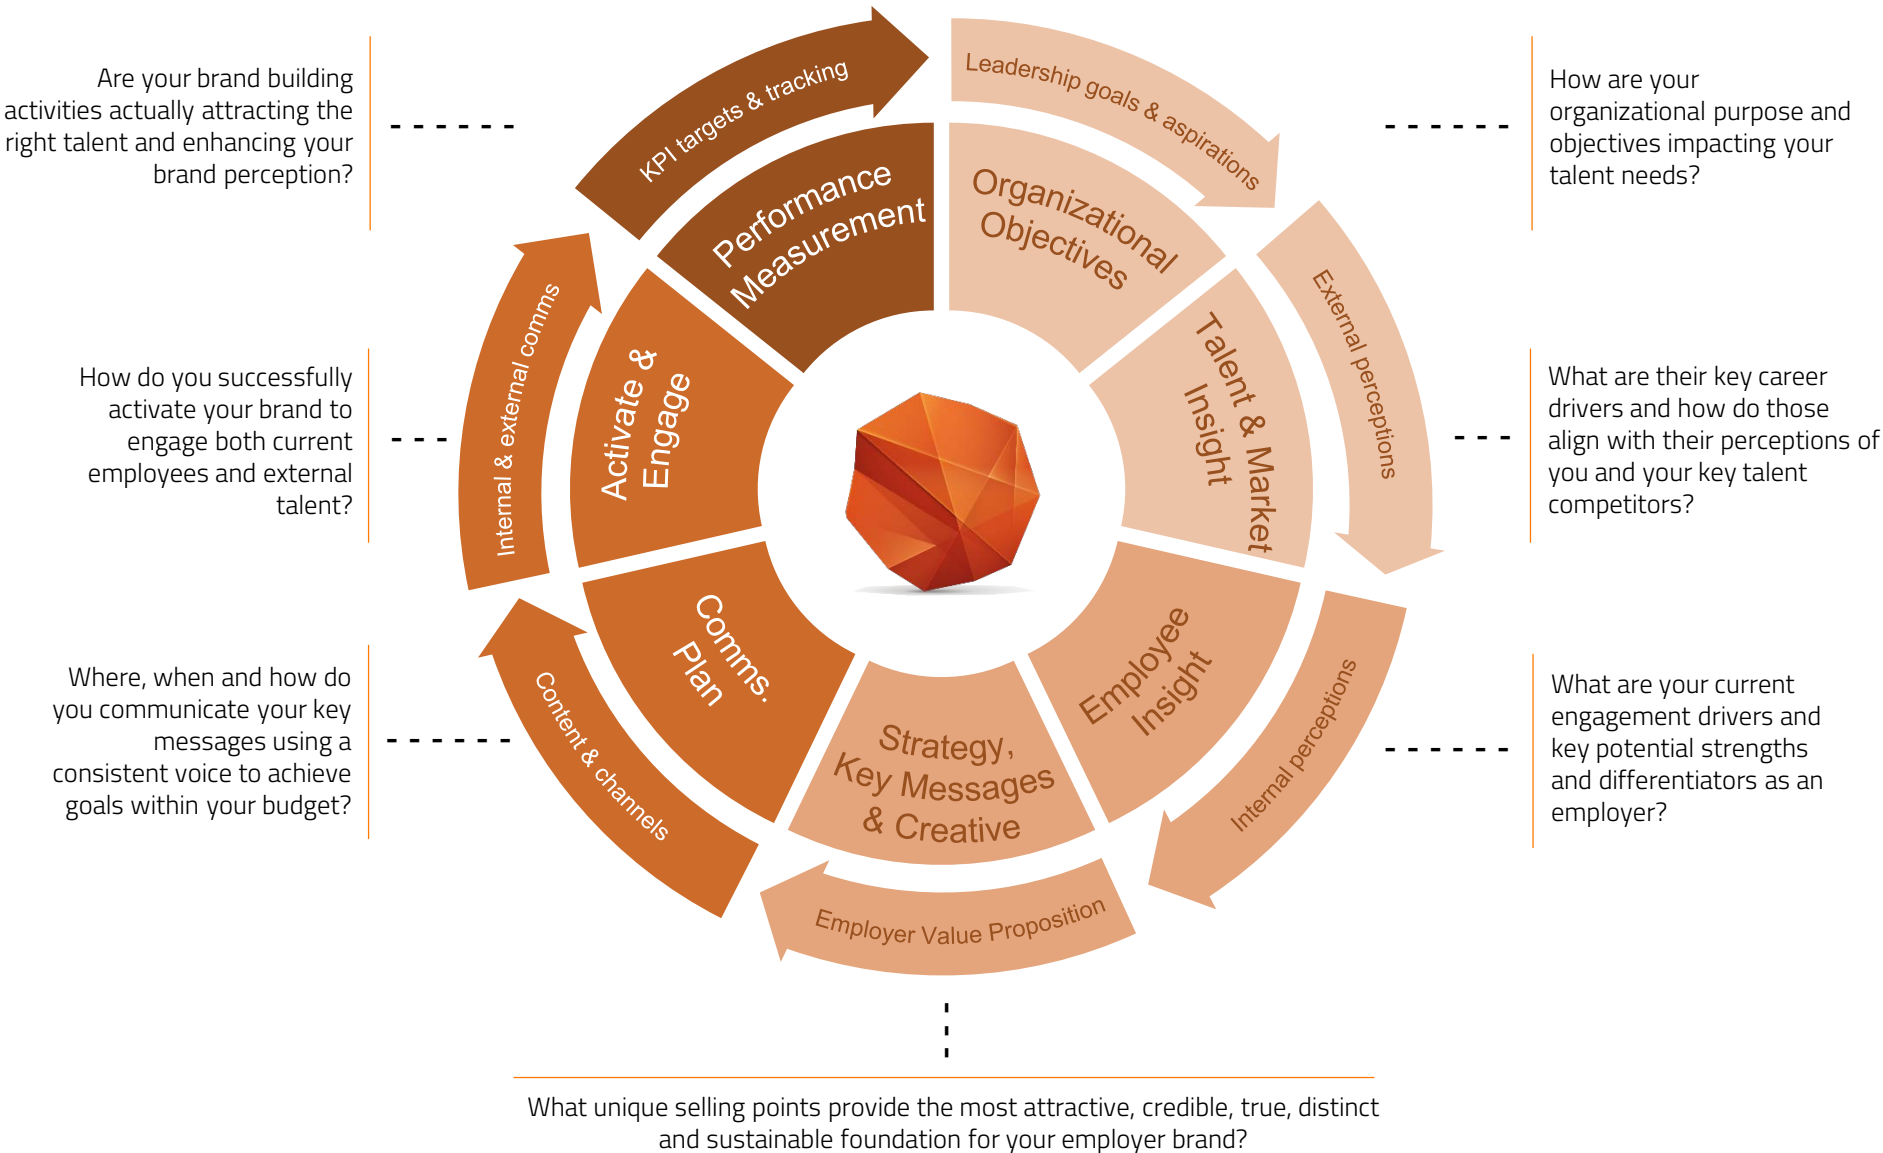 Are your brand building
activities actually attracting the
right talent and enhancing your
brand perception?
How do you successfully
activate your brand to
engage both current
employees and external
talent?
Where, when and how do
you communicate your key
messages using a
consistent voice to achieve
goals within your budget?
KPI targets & tracking
Performance
Measurement
Leadership goals & aspirations
Organizational
Objectives
External perceptions
Talent & Market
Insight
Internal perceptions
Employee
Insight
Employer Value Proposition
Strategy,
Key Messages
& Creative
Content & channels
Comms.
Plan
Internal & external comms
Activate &
Engage
How are your
organizational purpose and
objectives impacting your
talent needs?
What are their key career
drivers and how do those
align with their perceptions of
you and your key talent
competitors?
What are your current
engagement drivers and
key potential strengths
and differentiators as an
employer?
What unique selling points provide the most attractive, credible, true, distinct
and sustainable foundation for your employer brand?